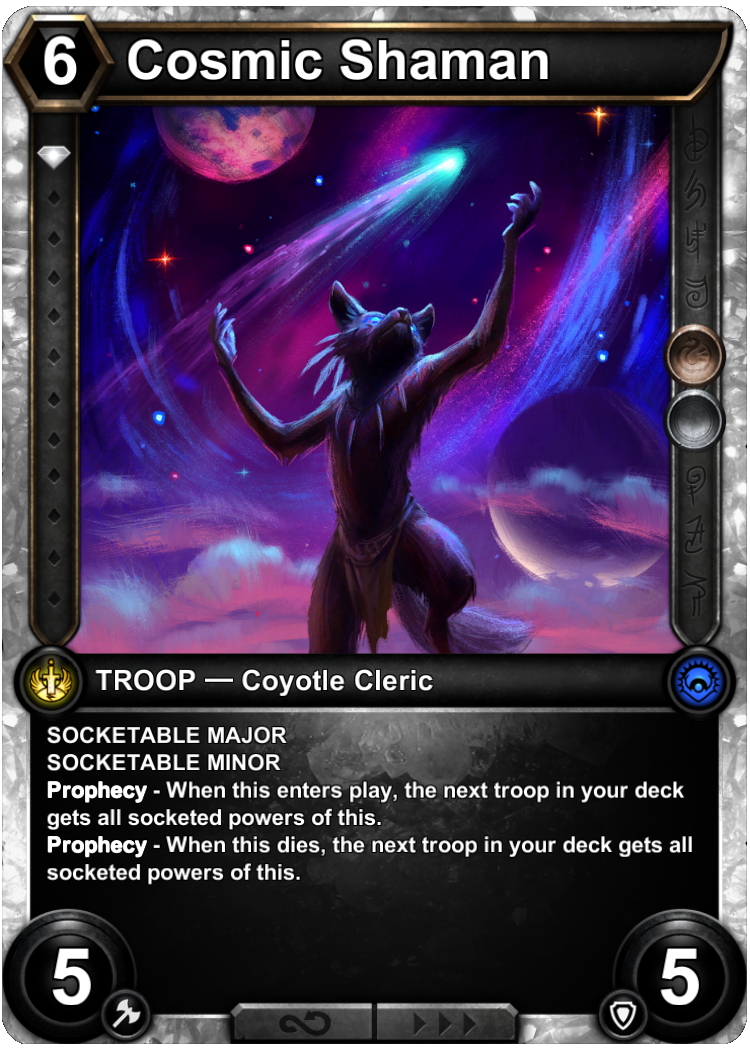 6
Cosmic Shaman
TROOP — Coyotle Cleric
SOCKETABLE MAJOR
SOCKETABLE MINOR
Prophecy - When this enters play, the next troop in your deck
gets all socketed powers of this.
Prophecy - When this dies, the next troop in your deck gets all
socketed powers of this.
5
5